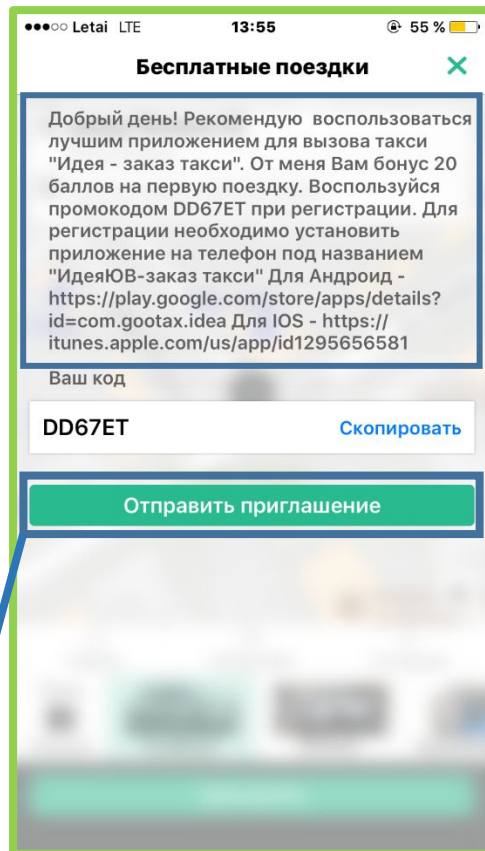 Letai LTE 13:55 55 %
Бесплатные поездки
Добрый день! Рекомендую воспользоваться
лучшим приложением для вызова такси
"Идея - заказ такси". От меня Вам бонус 20
баллов на первую поездку. Воспользуйся
промокодом DD67ET при регистрации. Для
регистрации необходимо установить
приложение на телефон под названием
"ИдеяЮВ-заказ такси" Для Андроид -
https://play.google.com/store/apps/details?
id=com.gootax.idea Для IOS - https://
itunes.apple.com/us/app/id1295656581
Ваш код
DD67ET Скопировать
Отправить приглашение